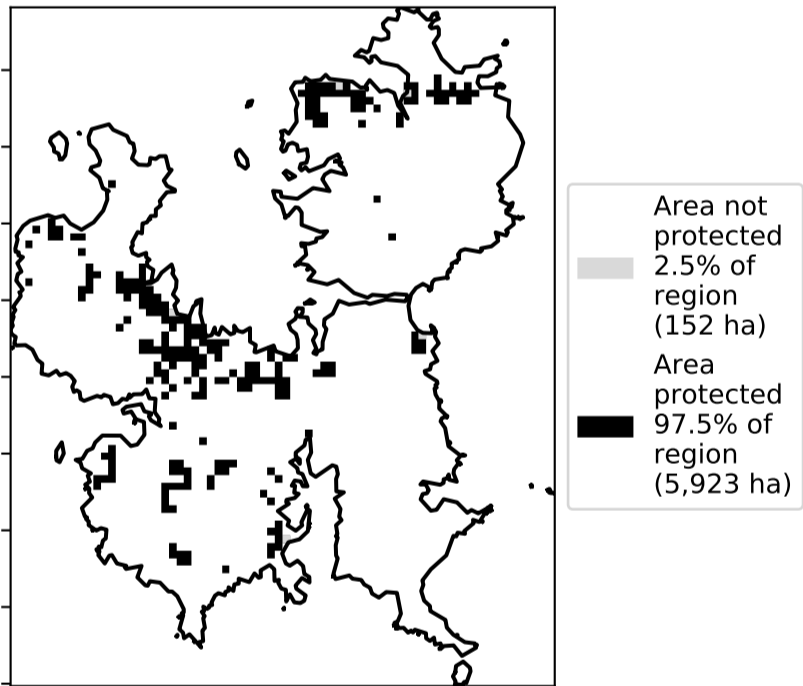 Area not
protected
2.5% of
region
(152 ha)
Area
protected
97.5% of
region
(5,923 ha)